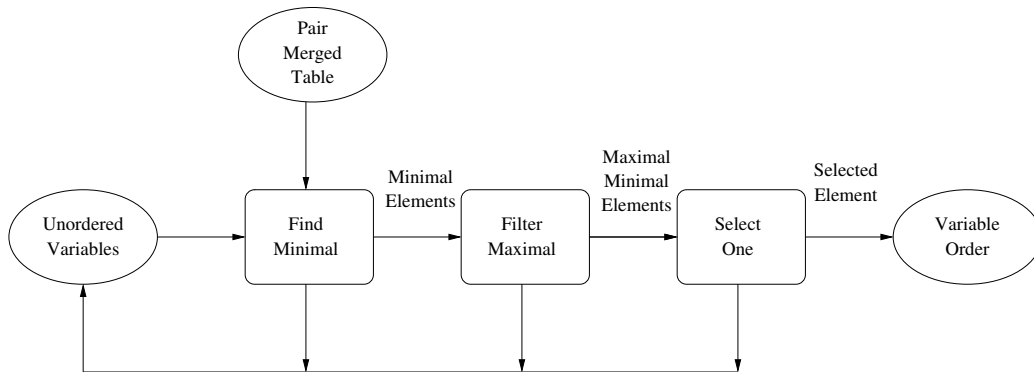 Pair
Merged
Table
Minimal
Elements
Maximal
Minimal
Elements
Selected
Element
Unordered
Variables
Find
Minimal
Filter
Maximal
Select
One
Variable
Order